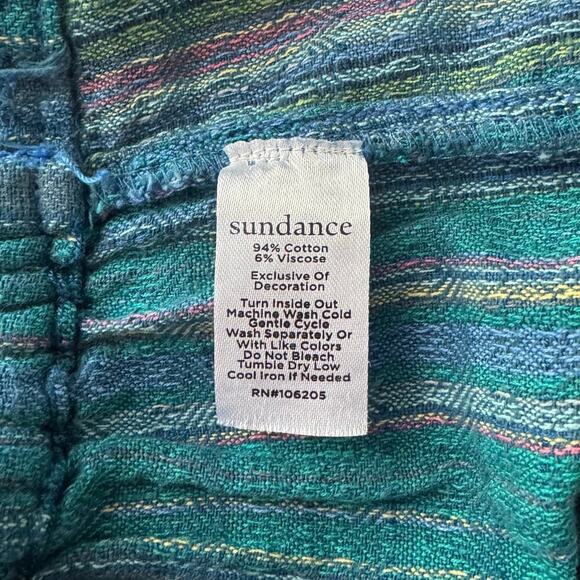 sundance
94% Cotton
6% Viscose
Exclusive Of
Decoration
Turn Inside Out
Machine Wash Cold
Gentle Cycle
Wash Separately Or
With Like Colors
Do Not Bleach
Tumble Dry Low
Cool Iron If Needed
RN#106205